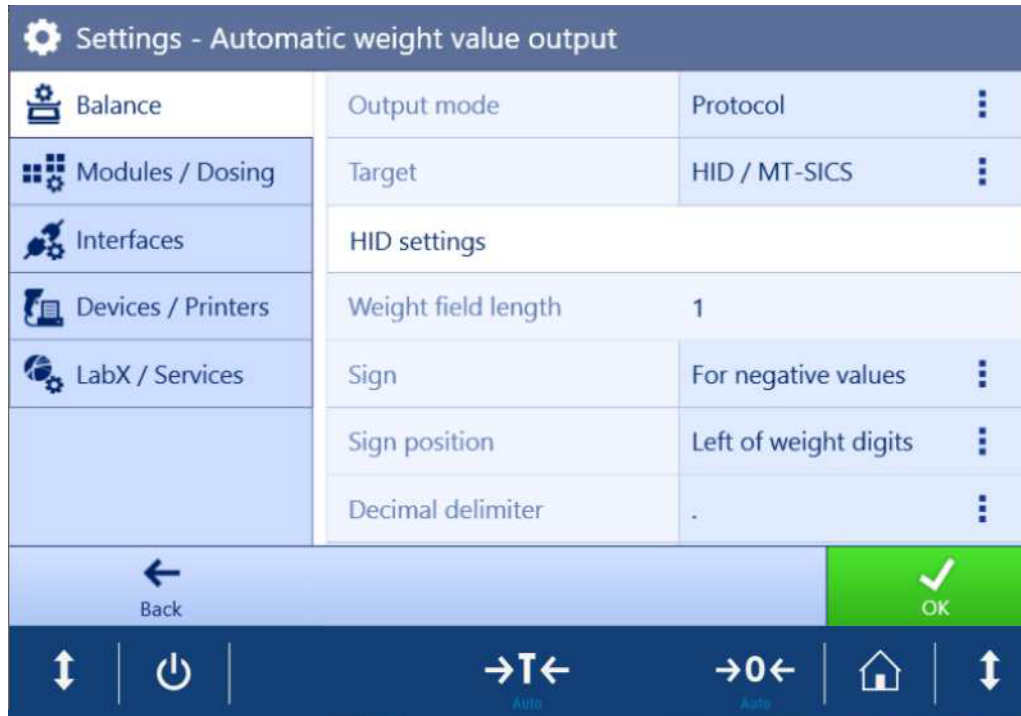 Settings - Automatic weight value output
Balance
Modules / Dosing
Interfaces
Devices / Printers
LabX / Services
Output mode Protocol
Target HID / MT-SICS
HID settings
Weight field length 1
Sign For negative values
Sign position Left of weight digits
Decimal delimiter .
Back
OK
→T←
Auto
→0←
Auto